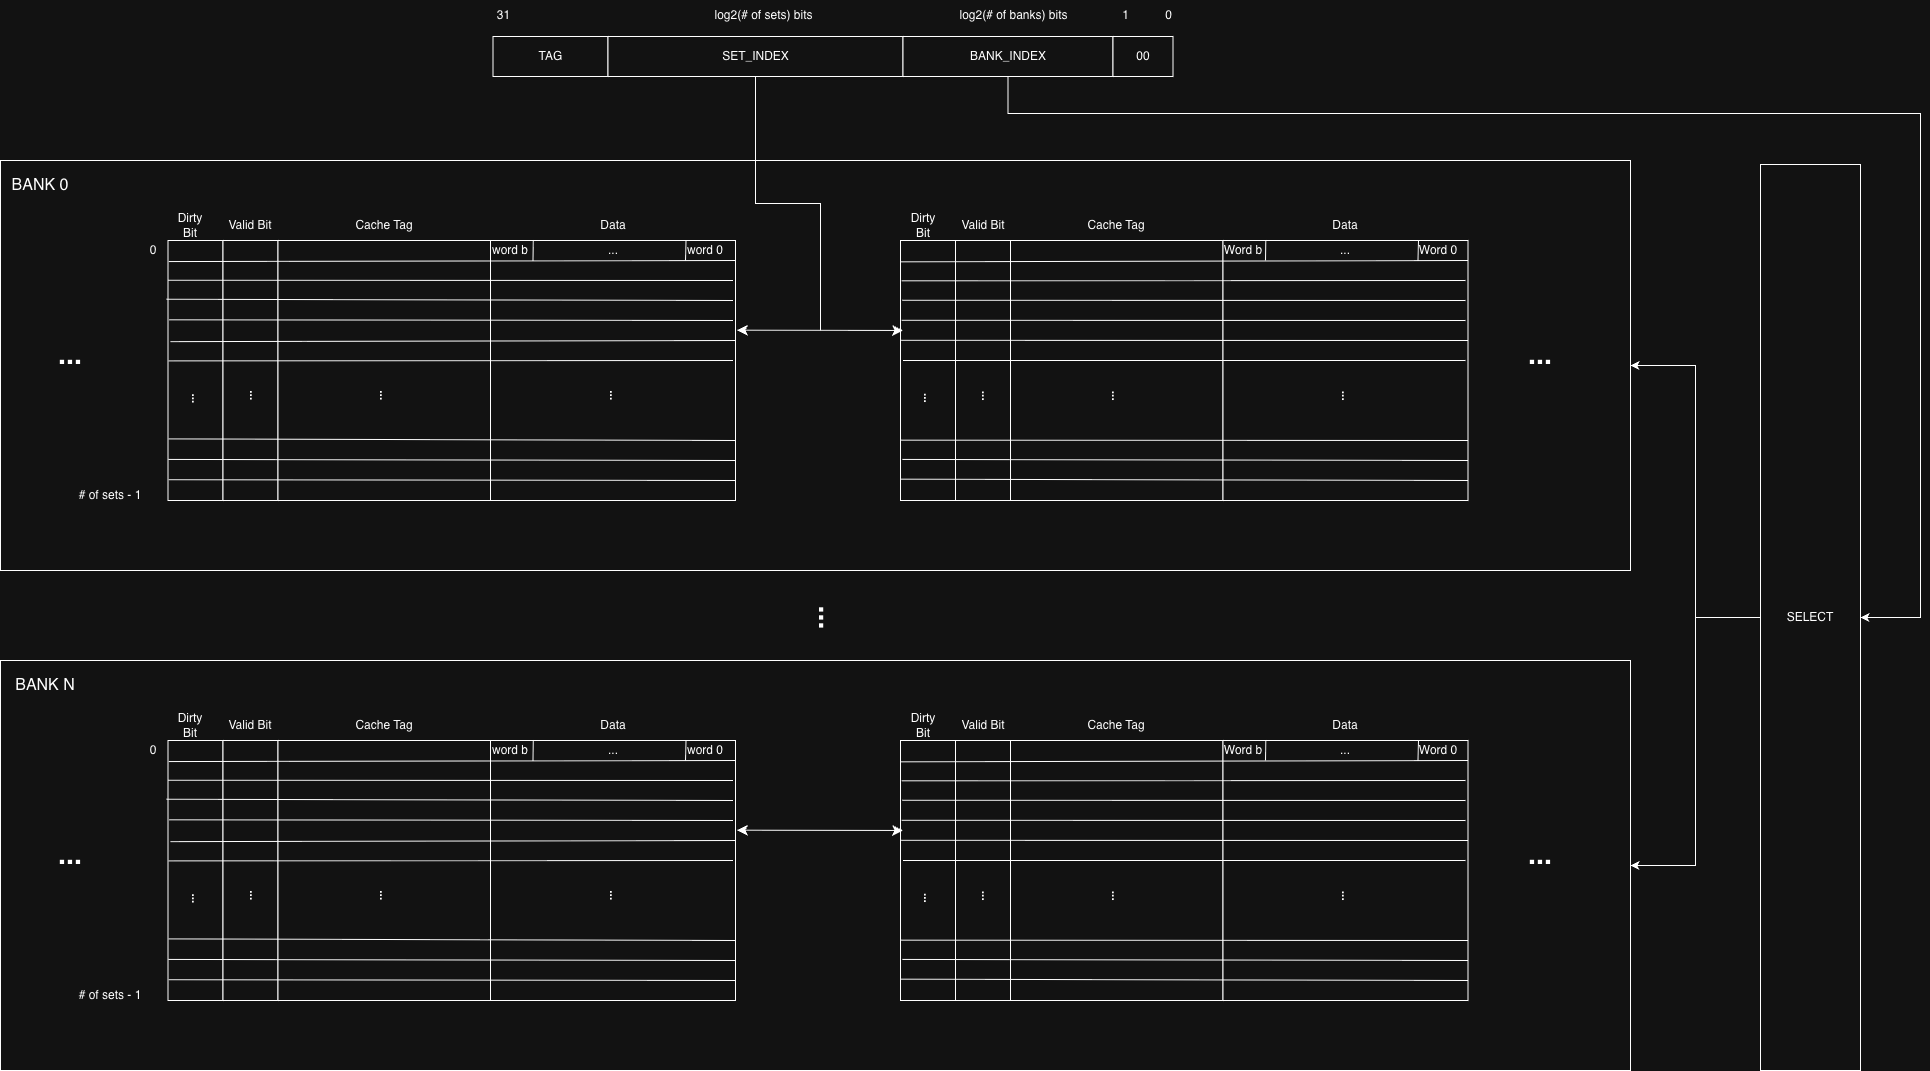 31 log2(# of sets) bits log2(# of banks) bits 1 0
TAG SET_INDEX BANK_INDEX 00
BANK 0
Dirty Bit Valid Bit Cache Tag Data Dirty Bit Valid Bit Cache Tag Data
0 word b ... word 0 Word b ... Word 0
... ...
... ... ... ... ... ... ... ...
# of sets - 1
...
SELECT
BANK N
Dirty Bit Valid Bit Cache Tag Data Dirty Bit Valid Bit Cache Tag Data
0 word b ... word 0 Word b ... Word 0
... ...
... ... ... ... ... ... ... ...
# of sets - 1